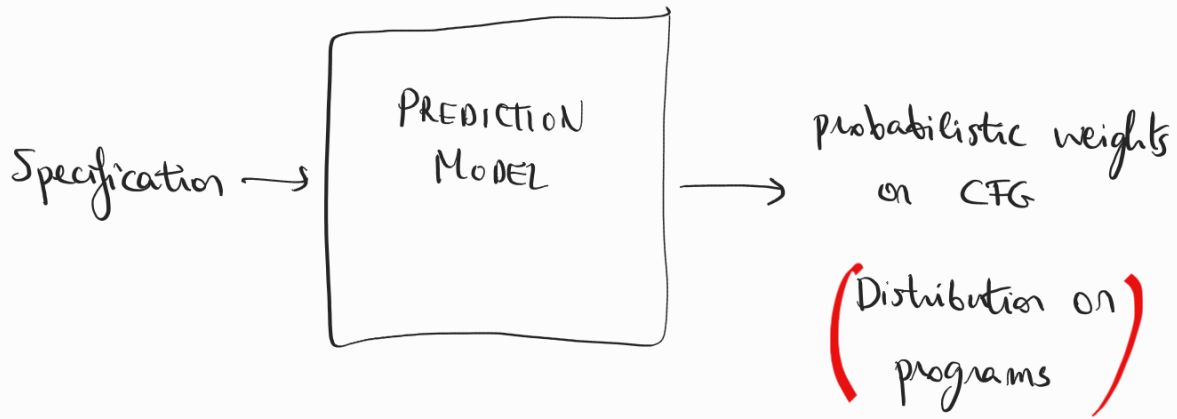 Specification
PREDICTION
MODEL
probabilistic weights
on CFG
(Distribution on
programs)